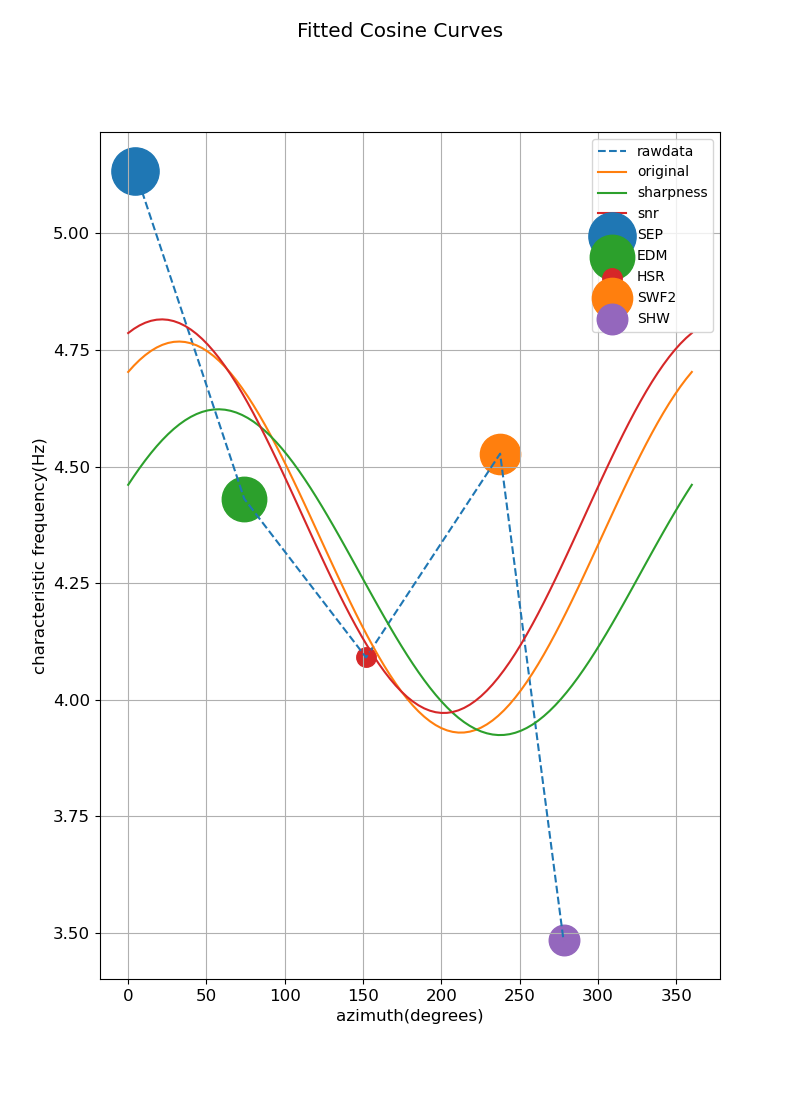 Fitted Cosine Curves
rawdata
original
sharpness
snr
SEP
EDM
HSR
SWF2
SHW
characteristic frequency(Hz)
5.00
4.75
4.50
4.25
4.00
3.75
3.50
0 50 100 150 200 250 300 350
azimuth(degrees)